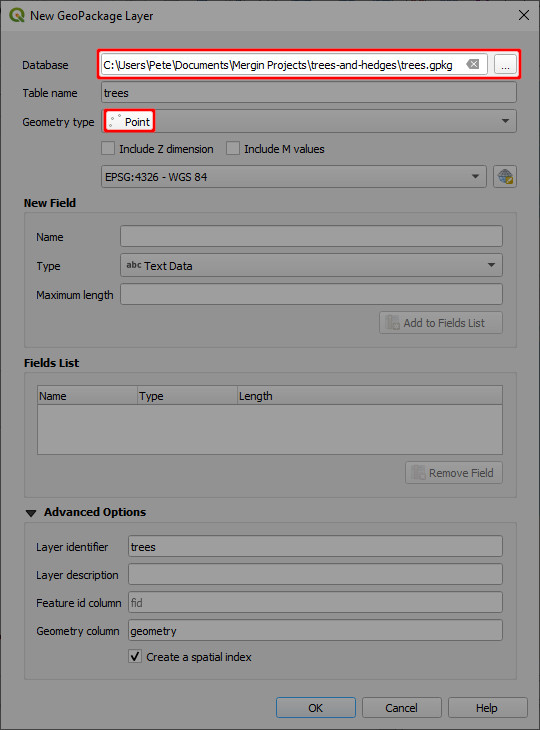 New GeoPackage Layer
Database C:\Users\Pete\Documents\Mergin Projects\trees-and-hedges\trees.gpkg ...
Table name trees
Geometry type Point
Include Z dimension Include M values
EPSG:4326 - WGS 84
New Field
Name
Type abc Text Data
Maximum length
Add to Fields List
Fields List
Name Type Length
Remove Field
Advanced Options
Layer identifier trees
Layer description
Feature id column fid
Geometry column geometry
Create a spatial index
OK Cancel Help